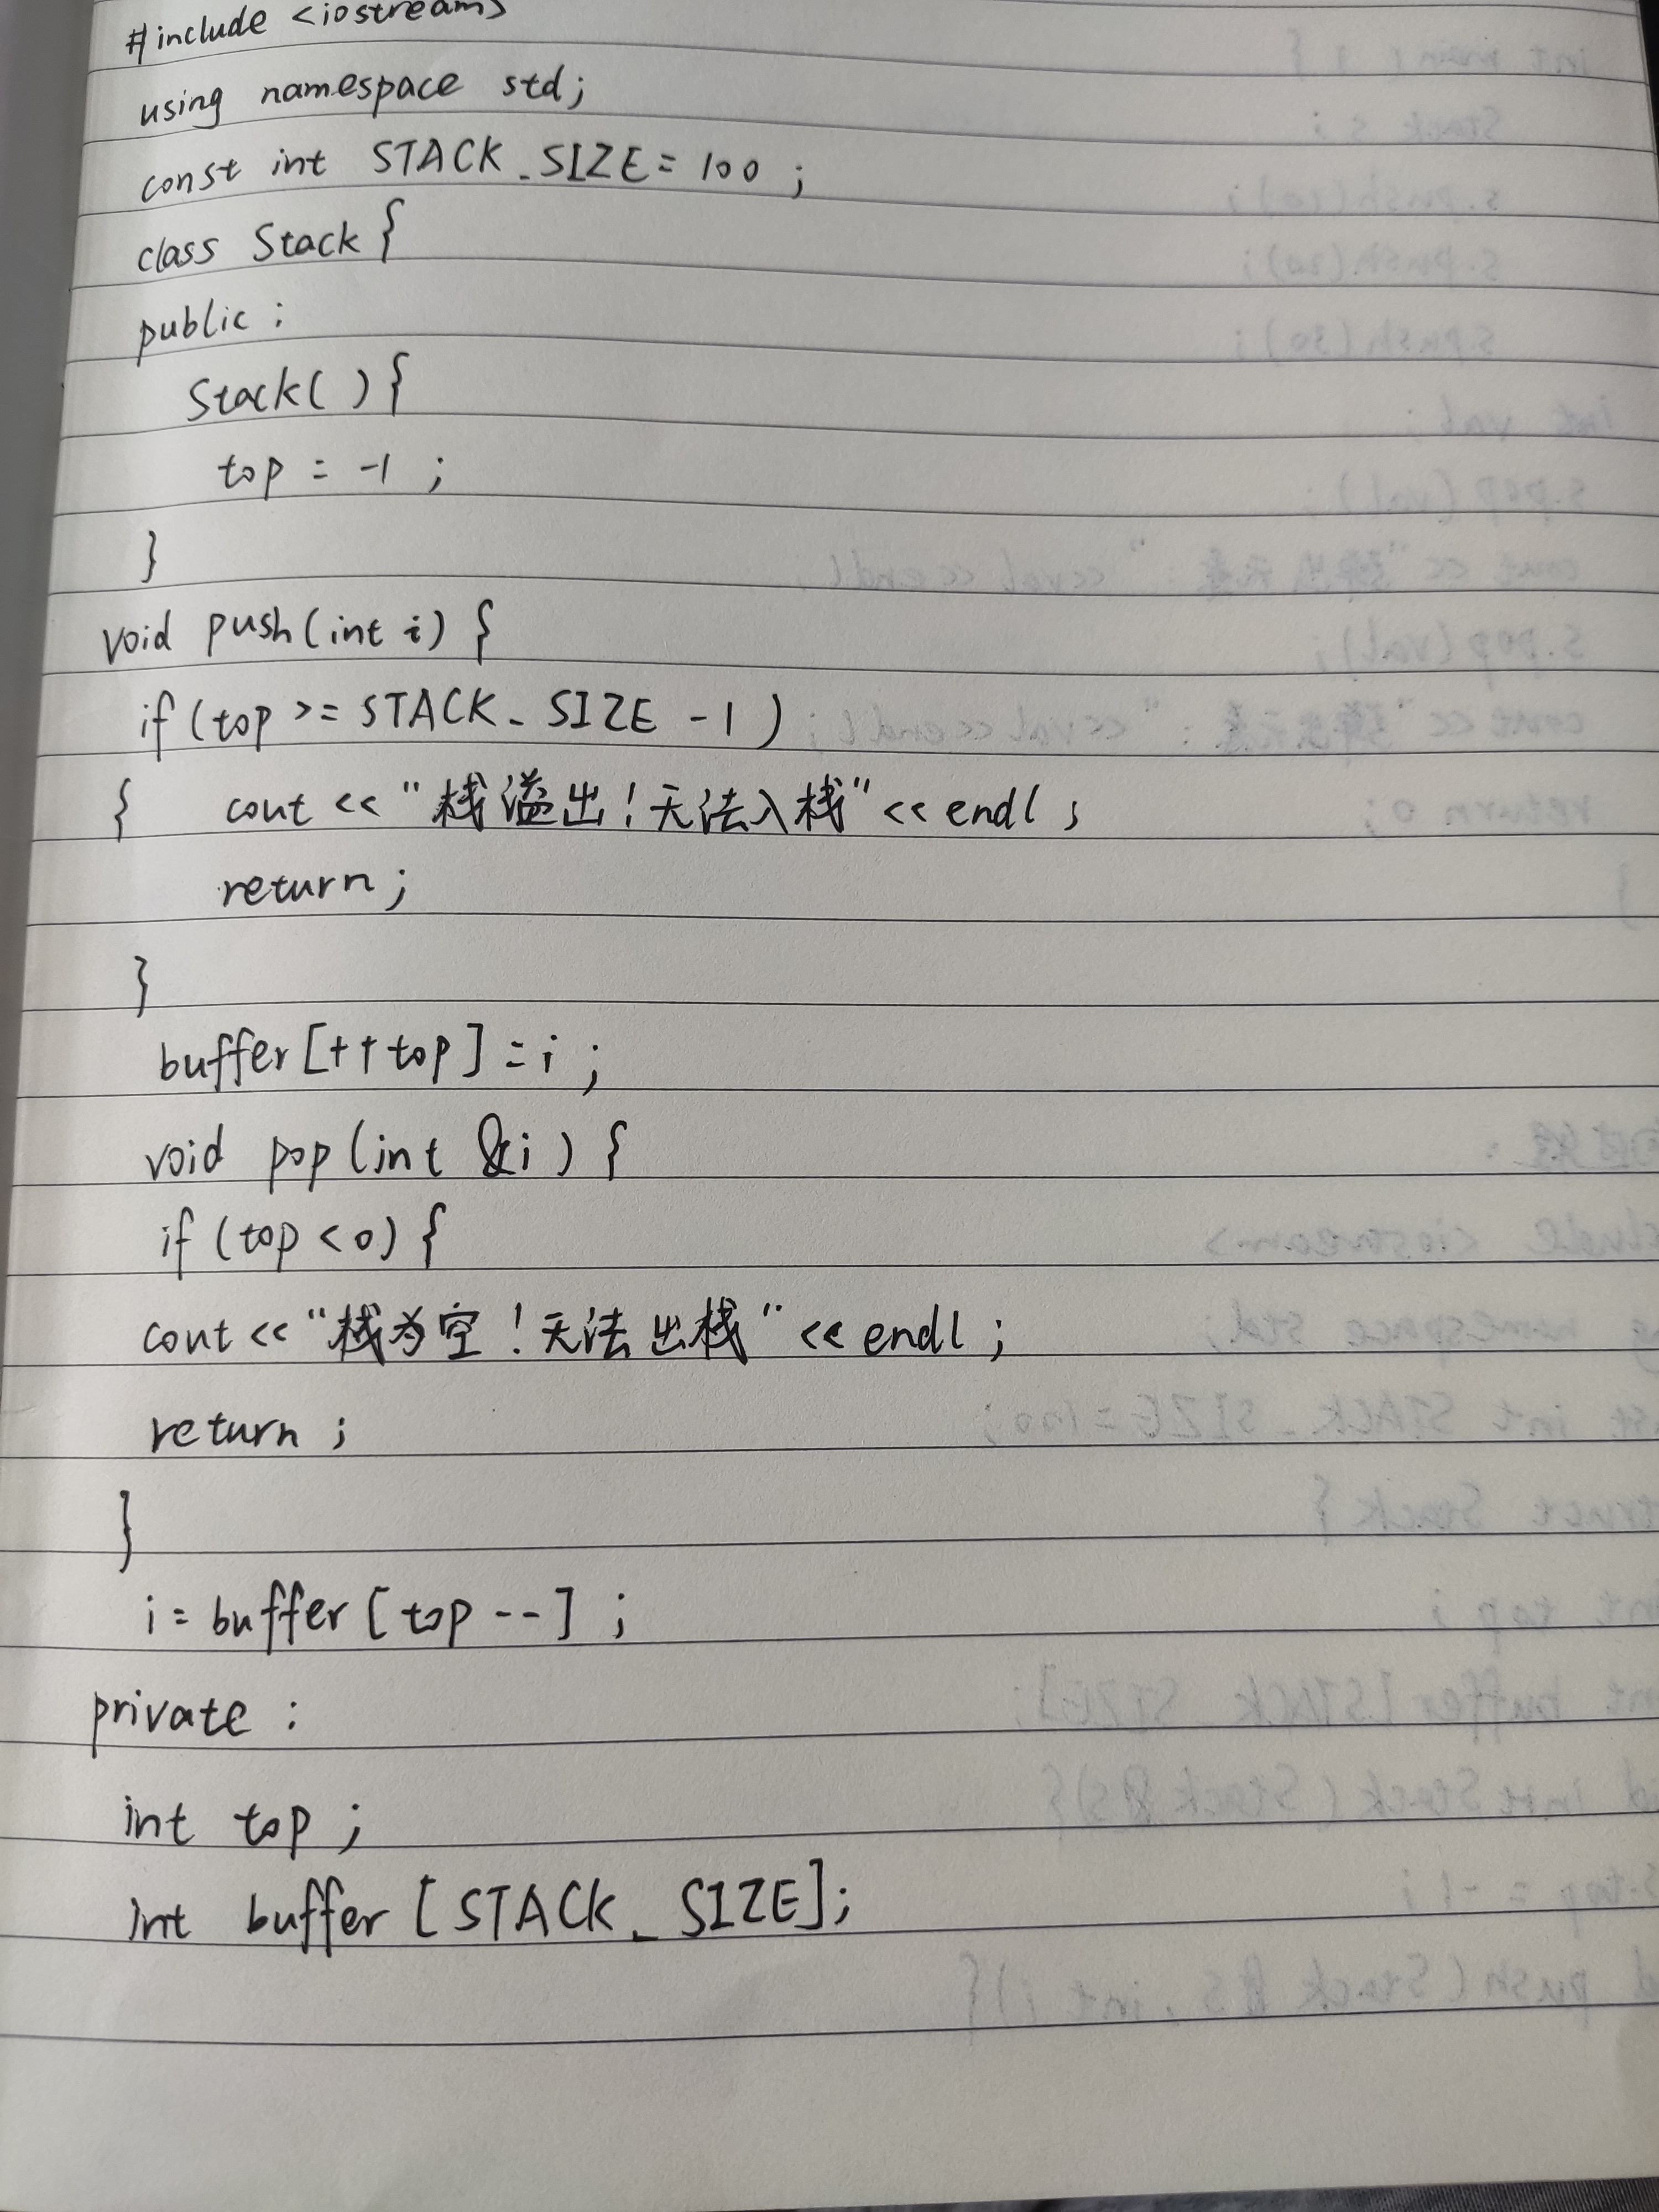 #include <iostream>
using namespace std;
const int STACK_SIZE = 100 ;
class Stack {
public :
Stack( ) {
top = -1 ;
}
void push(int i) {
if (top >= STACK_SIZE -1 )
{ cout << "栈溢出!无法入栈" << endl ;
return ;
}
buffer [++top] = i ;
void pop (int &i ) {
if (top < 0) {
cout << "栈为空!无法出栈" << endl ;
return ;
}
i = buffer [ top -- ] ;
private :
int top ;
int buffer [ STACK_SIZE ];